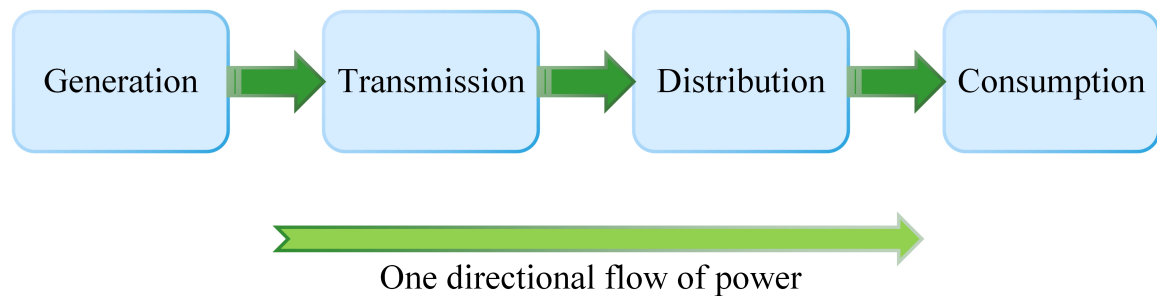 Generation
Transmission
Distribution
Consumption
One directional flow of power